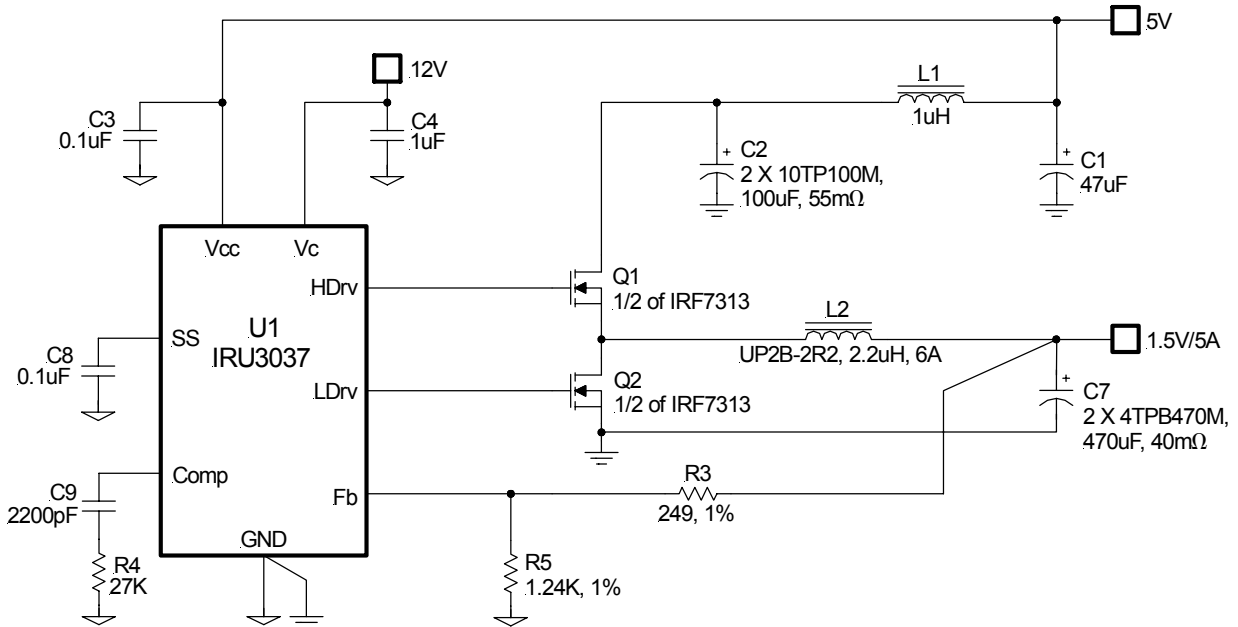 5V
12V
L1
1uH
C3
0.1uF
C4
1uF
C2
2 X 10TP100M,
100uF, 55mΩ
C1
47uF
Vcc
Vc
HDrv
Q1
1/2 of IRF7313
U1
IRU3037
SS
C8
0.1uF
L2
UP2B-2R2, 2.2uH, 6A
1.5V/5A
LDrv
Q2
1/2 of IRF7313
C7
2 X 4TPB470M,
470uF, 40mΩ
Comp
C9
2200pF
Fb
R3
249, 1%
GND
R4
27K
R5
1.24K, 1%